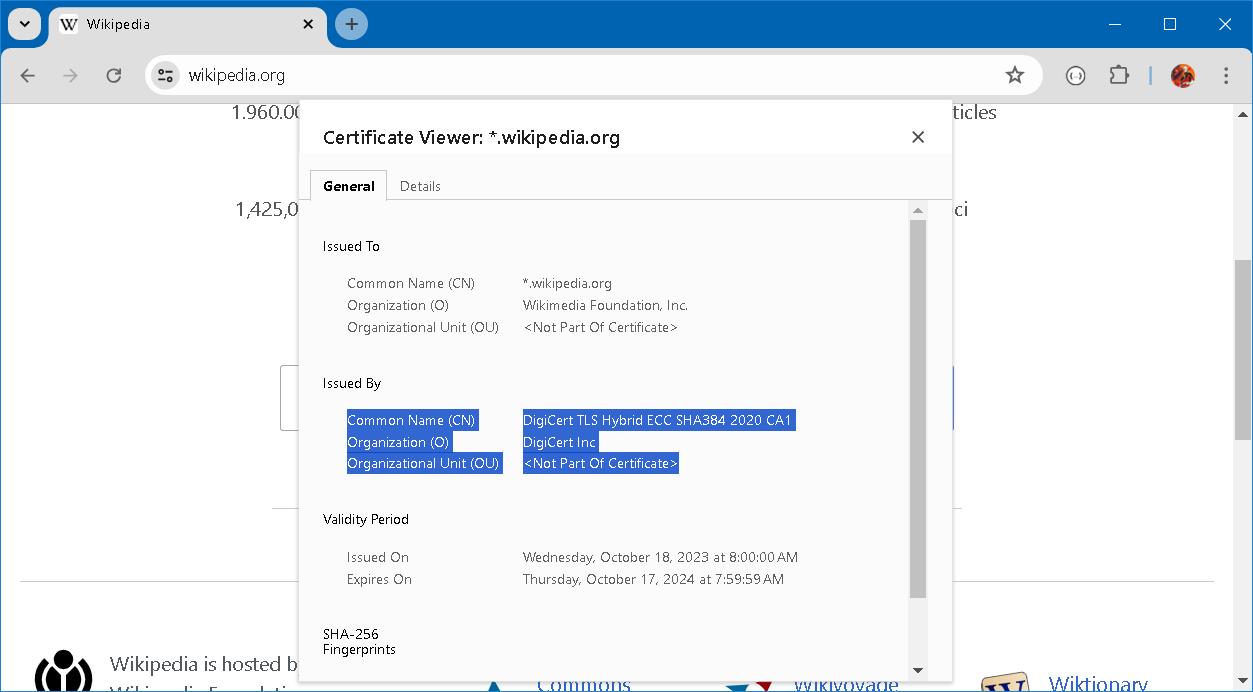 Wikipedia
wikipedia.org
1.960.00
ticles
Certificate Viewer: *.wikipedia.org
General Details
1,425,0
ci
Issued To
Common Name (CN) *.wikipedia.org
Organization (O) Wikimedia Foundation, Inc.
Organizational Unit (OU) <Not Part Of Certificate>
Issued By
Common Name (CN) DigiCert TLS Hybrid ECC SHA384 2020 CA1
Organization (O) DigiCert Inc
Organizational Unit (OU) <Not Part Of Certificate>
Validity Period
Issued On Wednesday, October 18, 2023 at 8:00:00 AM
Expires On Thursday, October 17, 2024 at 7:59:59 AM
SHA-256
Fingerprints
Wikipedia is hosted b
Wikimedia Foundation
Commons
Wikivoyage
Wiktionary